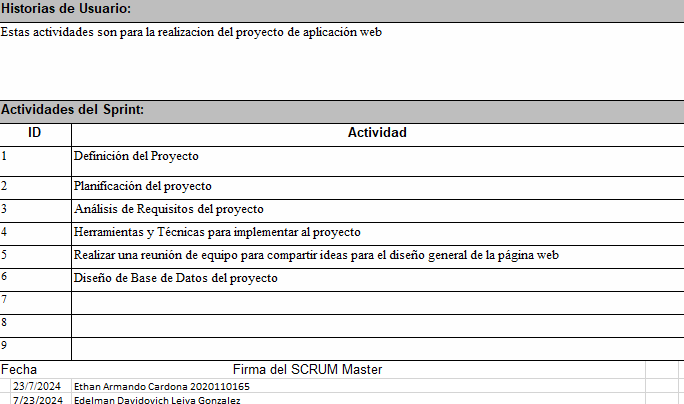 Historias de Usuario:
Estas actividades son para la realizacion del proyecto de aplicación web
Actividades del Sprint:
ID Actividad
1 Definición del Proyecto
2 Planificación del proyecto
3 Análisis de Requisitos del proyecto
4 Herramientas y Técnicas para implementar al proyecto
5 Realizar una reunión de equipo para compartir ideas para el diseño general de la página web
6 Diseño de Base de Datos del proyecto
7
8
9
Fecha Firma del SCRUM Master
23/7/2024 Ethan Armando Cardona 2020110165
7/23/2024 Edelman Davidovich Leiva Gonzalez